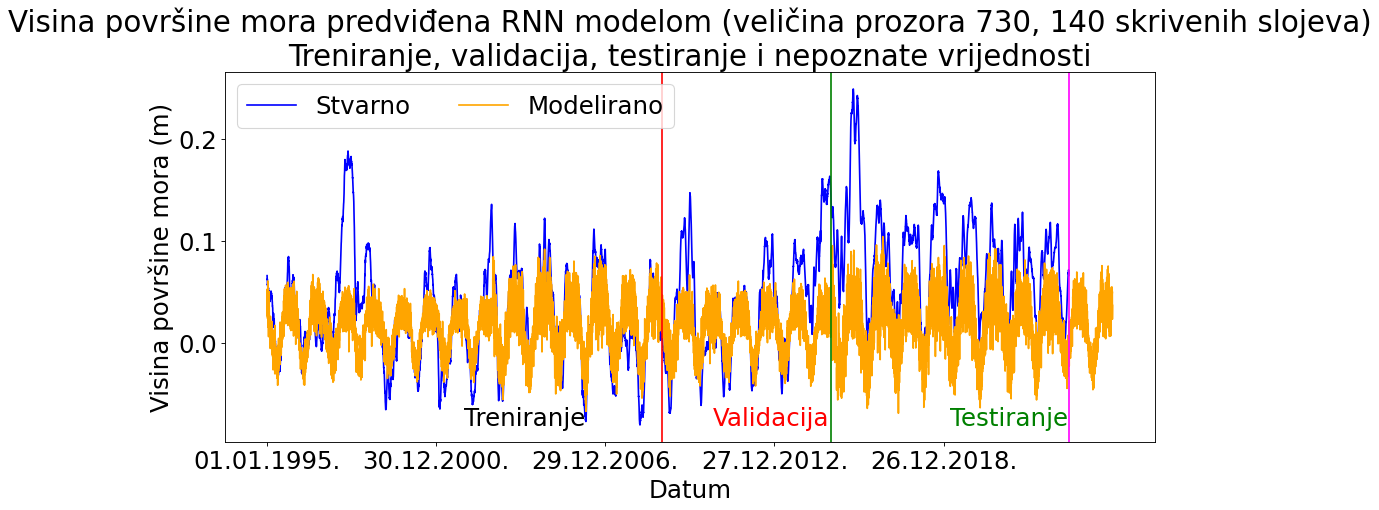 Visina površine mora predviđena RNN modelom (veličina prozora 730, 140 skrivenih slojeva)
Treniranje, validacija, testiranje i nepoznate vrijednosti
Stvarno Modelirano
Visina površine mora (m)
0.2
0.1
0.0
Treniranje Validacija Testiranje
01.01.1995. 30.12.2000. 29.12.2006. 27.12.2012. 26.12.2018.
Datum